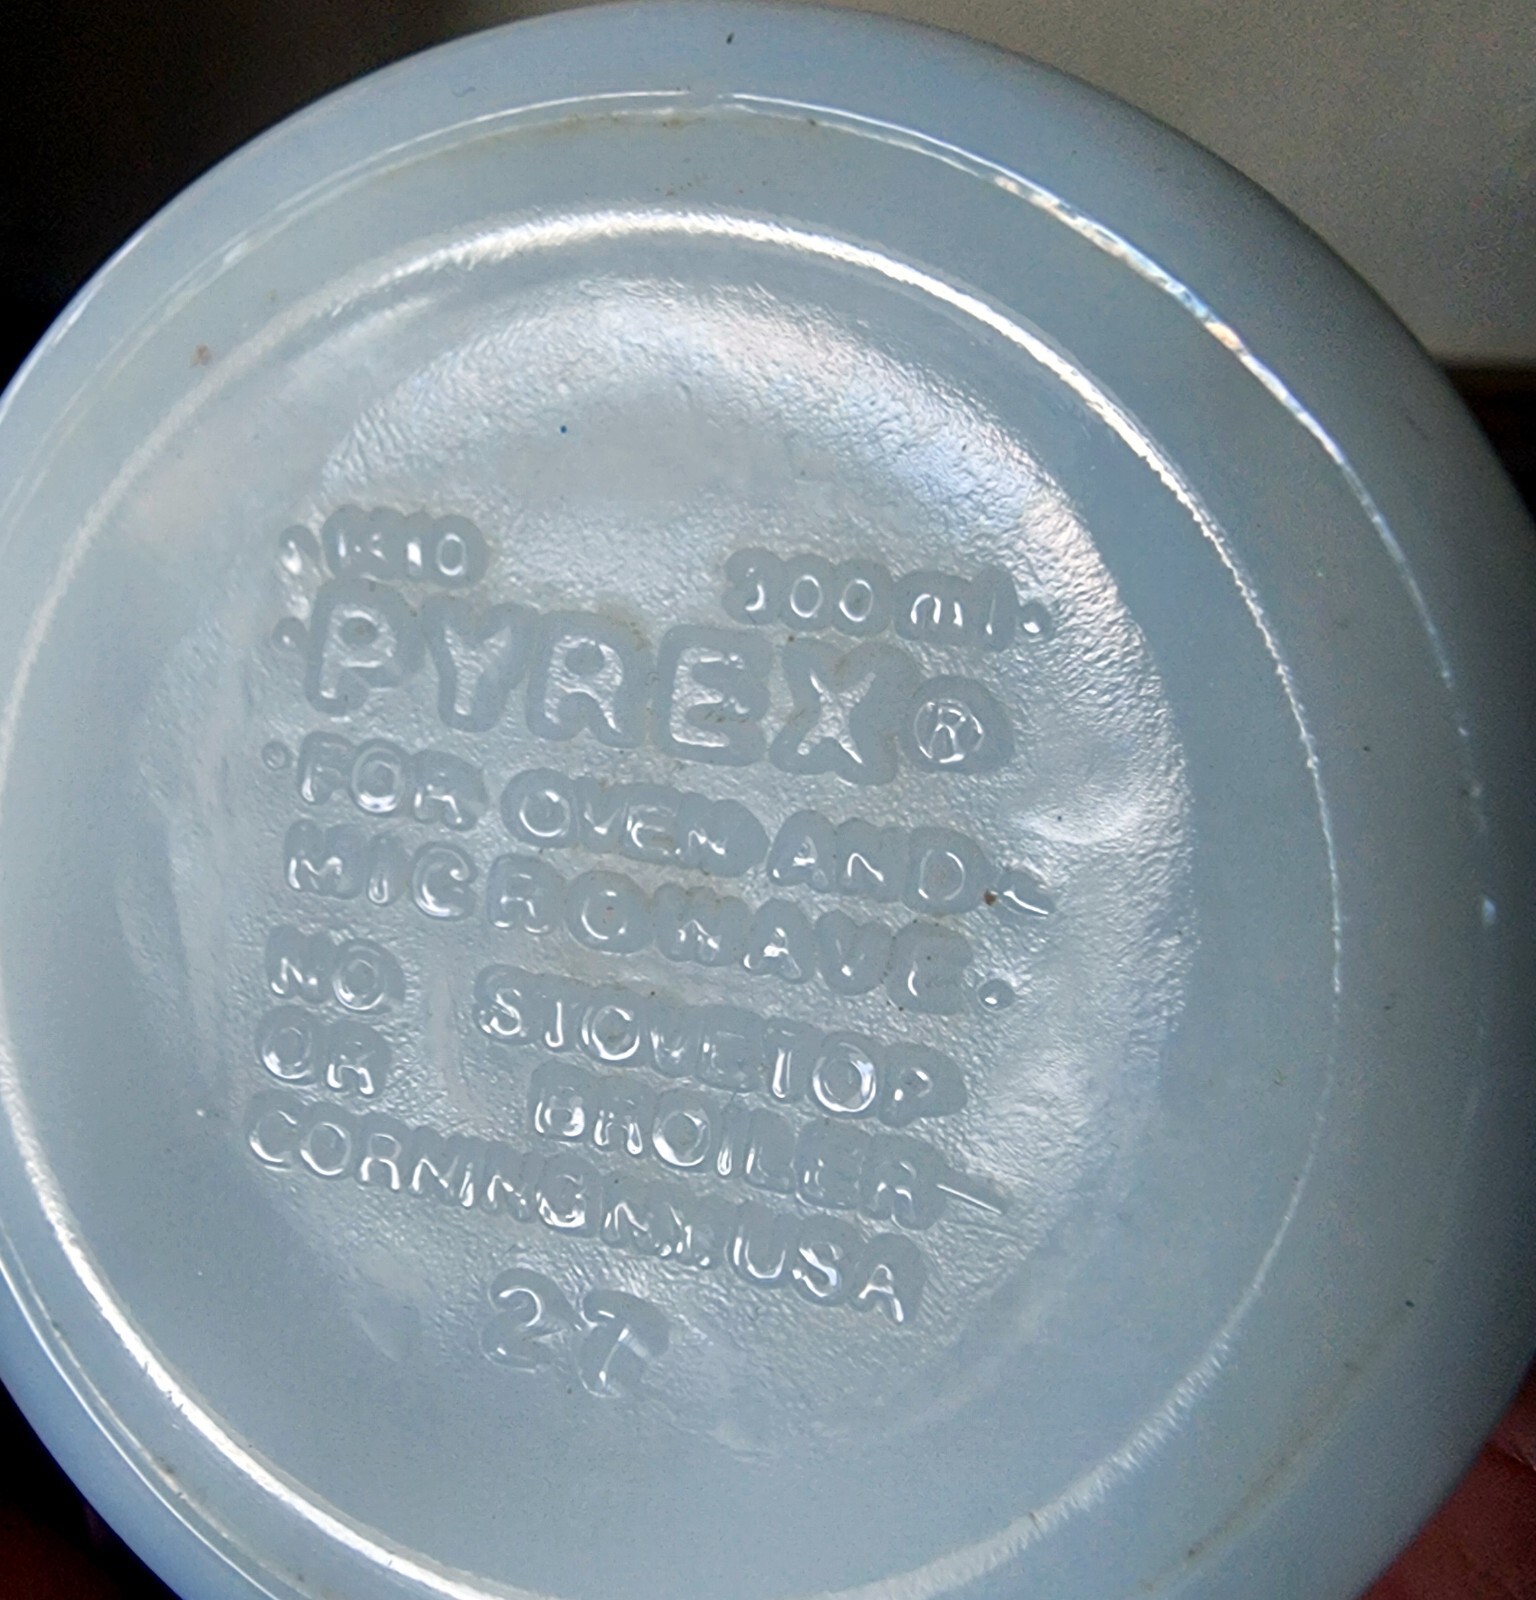 300 ml.
PYREX®
FOR OVEN AND
MICROWAVE.
NO STOVETOP
OR BROILER
CORNING N.Y. USA
27